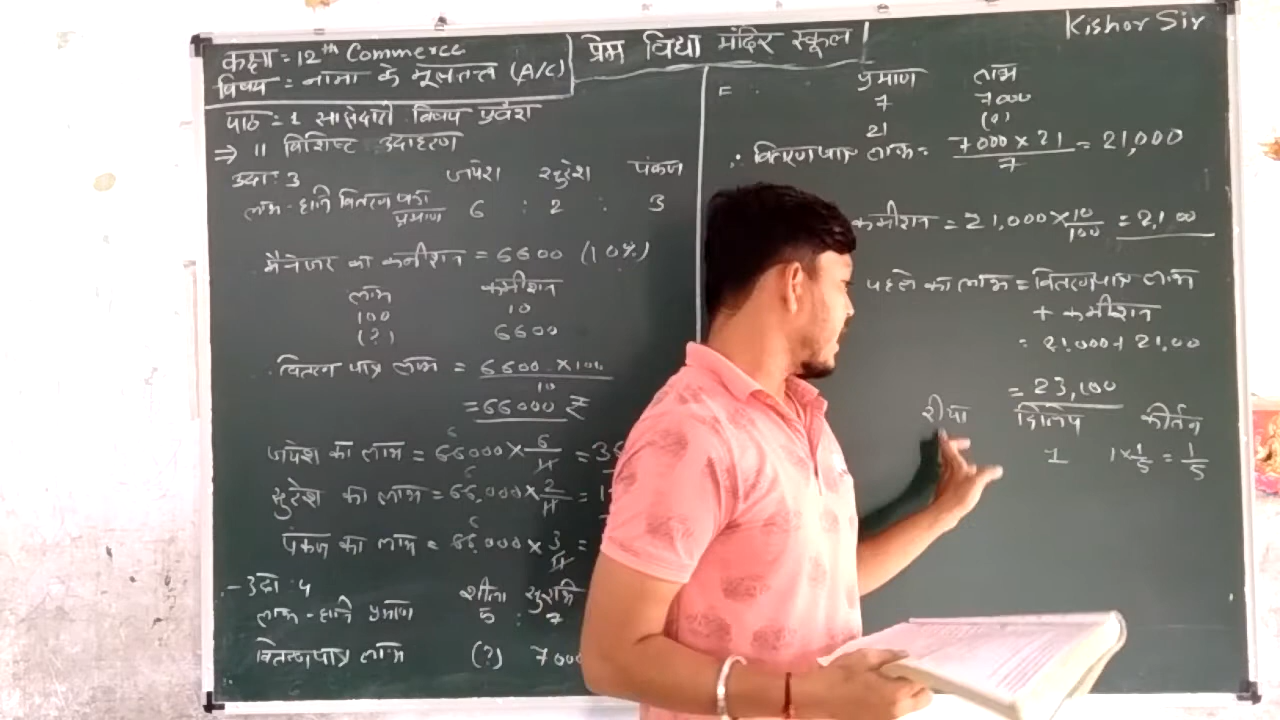 कक्षा = 12th Commerce
विषय = नामा के मूलतत्त्व (A/C)
प्रेम विद्या मंदिर स्कूल
Kishor Sir
पाठ = 1 साझेदारी विषय प्रवेश
⇒ 11 विशिष्ट उदाहरण
उदा: 3 जयेश सुरेश पंकज
लाभ - हानि वितरण का
प्रमाण 6 : 2 : 3
मैनेजर का कमीशन = 6600 (10%)
लाभ कमीशन
100 10
(?) 6600
वितरण पात्र लाभ = 6600 × 100 / 10
= 66000 ₹
जयेश का लाभ = 66000 × 6/11 =
सुरेश का लाभ = 66,000 × 2/11 =
पंकज का लाभ = 66,000 × 3/11 =
उदा: 4 शीला सुरभि
लाभ - हानि प्रमाण 5 : 7
वितरणपात्र लाभ (?) 7000
= प्रमाण लाभ
7 7000
21 (?)
∴ वितरणपात्र लाभ = 7000 × 21 / 7 = 21,000
कमीशन = 21,000 × 10/100 = 2,100
पहले का लाभ = वितरणपात्र लाभ
+ कमीशन
= 21000 + 21,00
= 23,100
रीया दिलिप कीर्तन
1 1 × 1/5 = 1/5